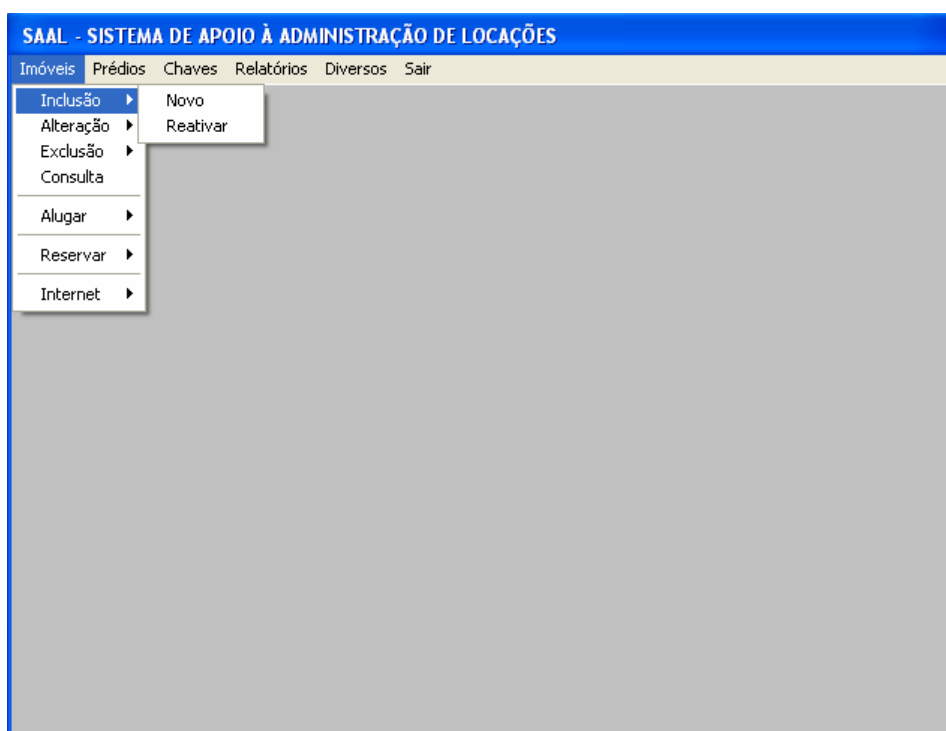 SAAL - SISTEMA DE APOIO À ADMINISTRAÇÃO DE LOCAÇÕES
Imóveis Prédios Chaves Relatórios Diversos Sair
Inclusão Novo
Alteração Reativar
Exclusão
Consulta
Alugar
Reservar
Internet